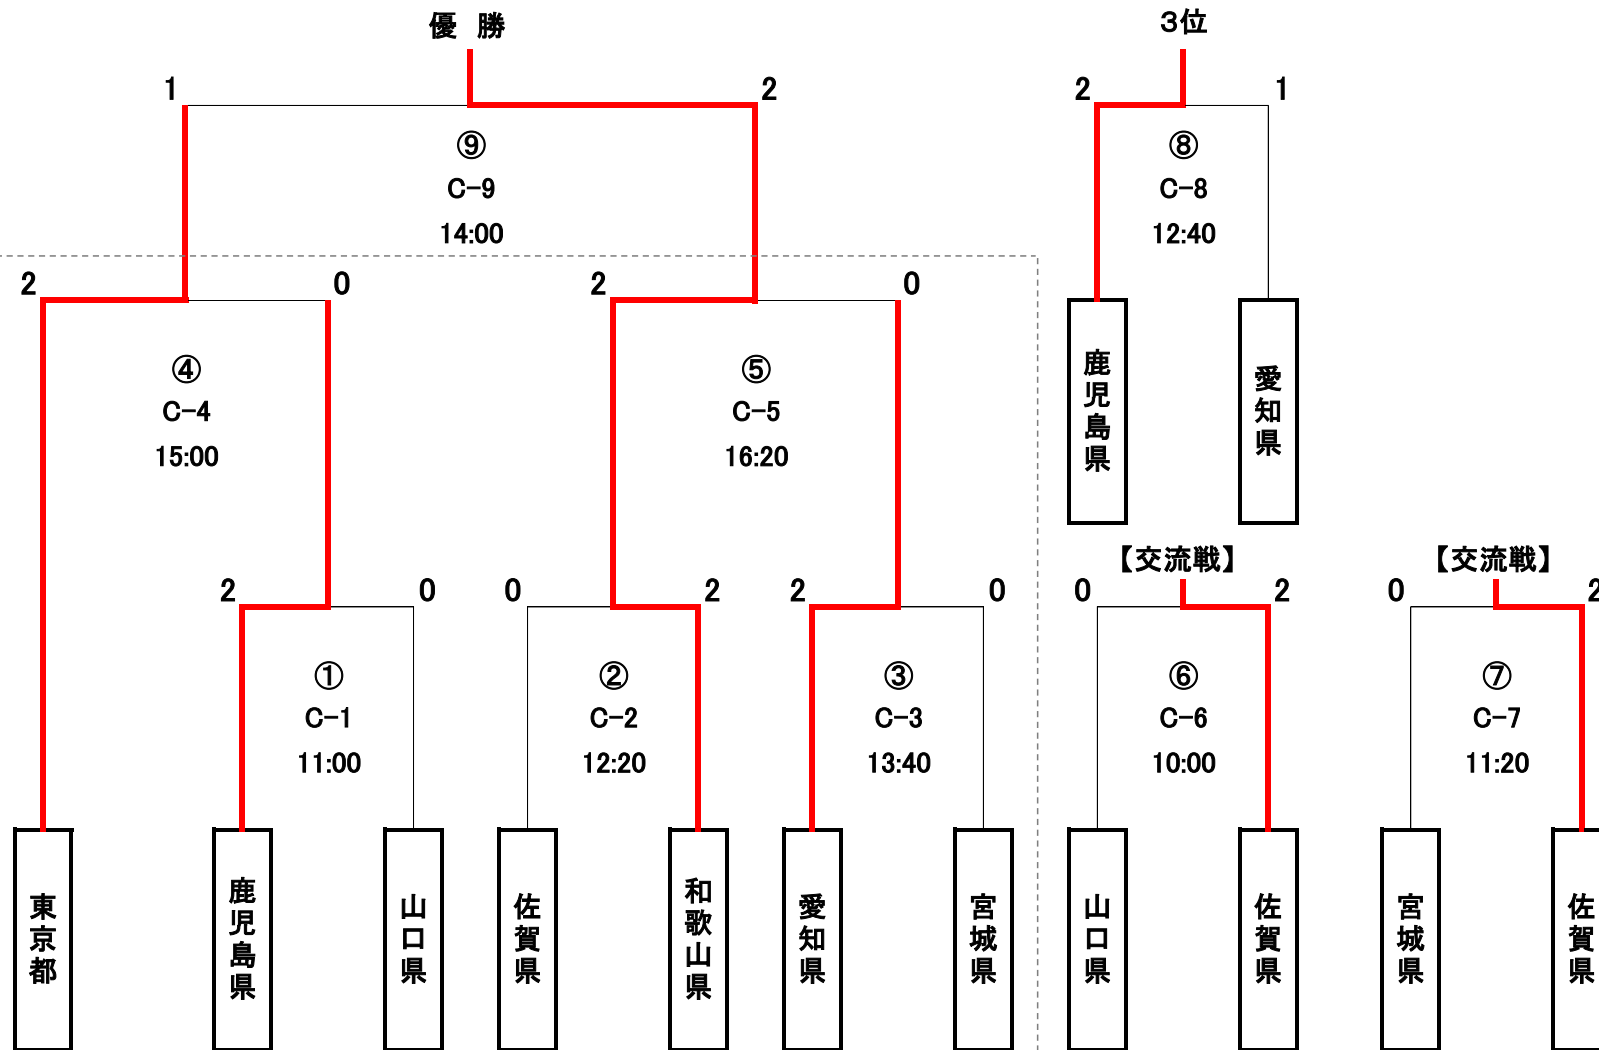 優 勝
3位
1
2
2
1
⑨
C-9
14:00
⑧
C-8
12:40
2
0
2
0
④
C-4
15:00
⑤
C-5
16:20
鹿児島県
愛知県
【交流戦】
【交流戦】
2
0
0
2
2
0
0
2
0
2
①
C-1
11:00
②
C-2
12:20
③
C-3
13:40
⑥
C-6
10:00
⑦
C-7
11:20
東京都
鹿児島県
山口県
佐賀県
和歌山県
愛知県
宮城県
山口県
佐賀県
宮城県
佐賀県